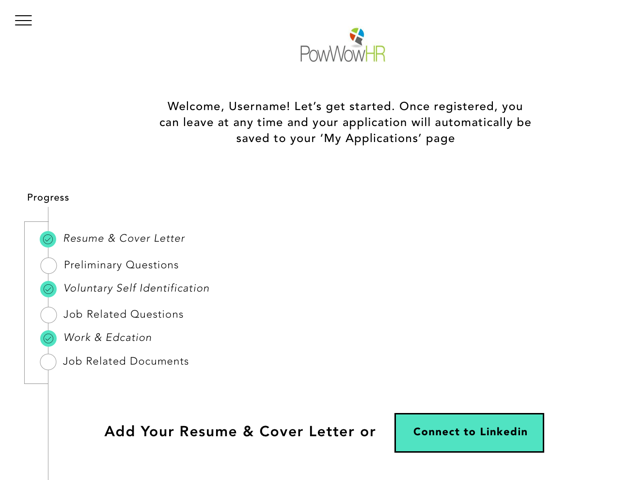 PowWowHR
Welcome, Username! Let's get started. Once registered, you
can leave at any time and your application will automatically be
saved to your 'My Applications' page
Progress
Resume & Cover Letter
Preliminary Questions
Voluntary Self Identification
Job Related Questions
Work & Edcation
Job Related Documents
Add Your Resume & Cover Letter or
Connect to Linkedin